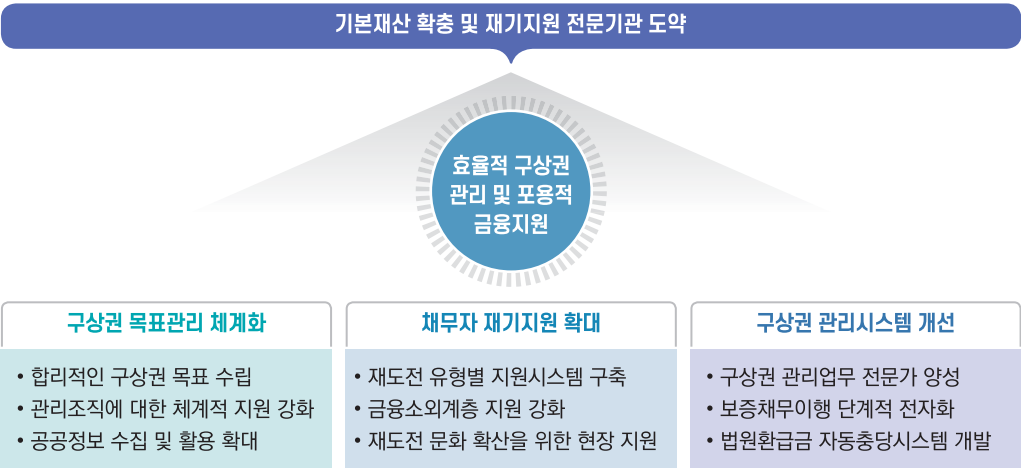 기본재산 확충 및 재기지원 전문기관 도약
효율적 구상권
관리 및 포용적
금융지원
구상권 목표관리 체계화
• 합리적인 구상권 목표 수립
• 관리조직에 대한 체계적 지원 강화
• 공공정보 수집 및 활용 확대
채무자 재기지원 확대
• 재도전 유형별 지원시스템 구축
• 금융소외계층 지원 강화
• 재도전 문화 확산을 위한 현장 지원
구상권 관리시스템 개선
• 구상권 관리업무 전문가 양성
• 보증채무이행 단계적 전자화
• 법원환급금 자동충당시스템 개발